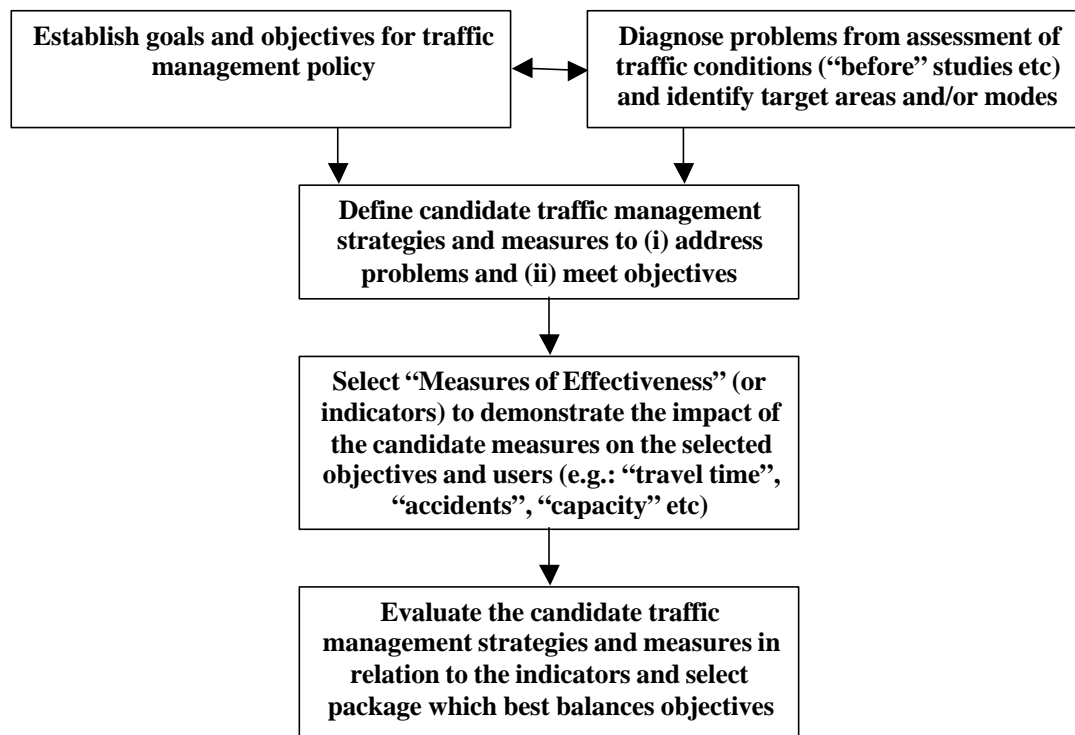 Establish goals and objectives for traffic
management policy
Diagnose problems from assessment of
traffic conditions (“before” studies etc)
and identify target areas and/or modes
Define candidate traffic management
strategies and measures to (i) address
problems and (ii) meet objectives
Select “Measures of Effectiveness” (or
indicators) to demonstrate the impact of
the candidate measures on the selected
objectives and users (e.g.: “travel time”,
“accidents”, “capacity” etc)
Evaluate the candidate traffic
management strategies and measures in
relation to the indicators and select
package which best balances objectives